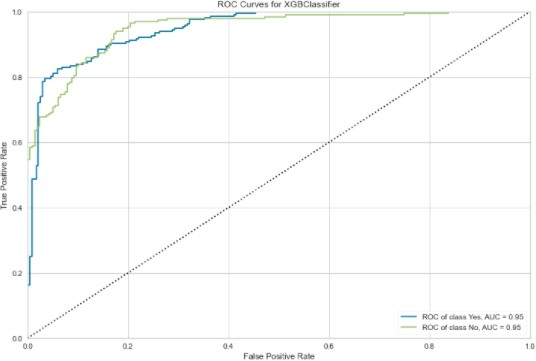 ROC Curves for XGBClassifier
True Positive Rate
1.0
0.8
0.6
0.4
0.2
0.0
ROC of class Yes, AUC = 0.95
ROC of class No, AUC = 0.95
0.0 0.2 0.4 0.6 0.8 1.0
False Positive Rate